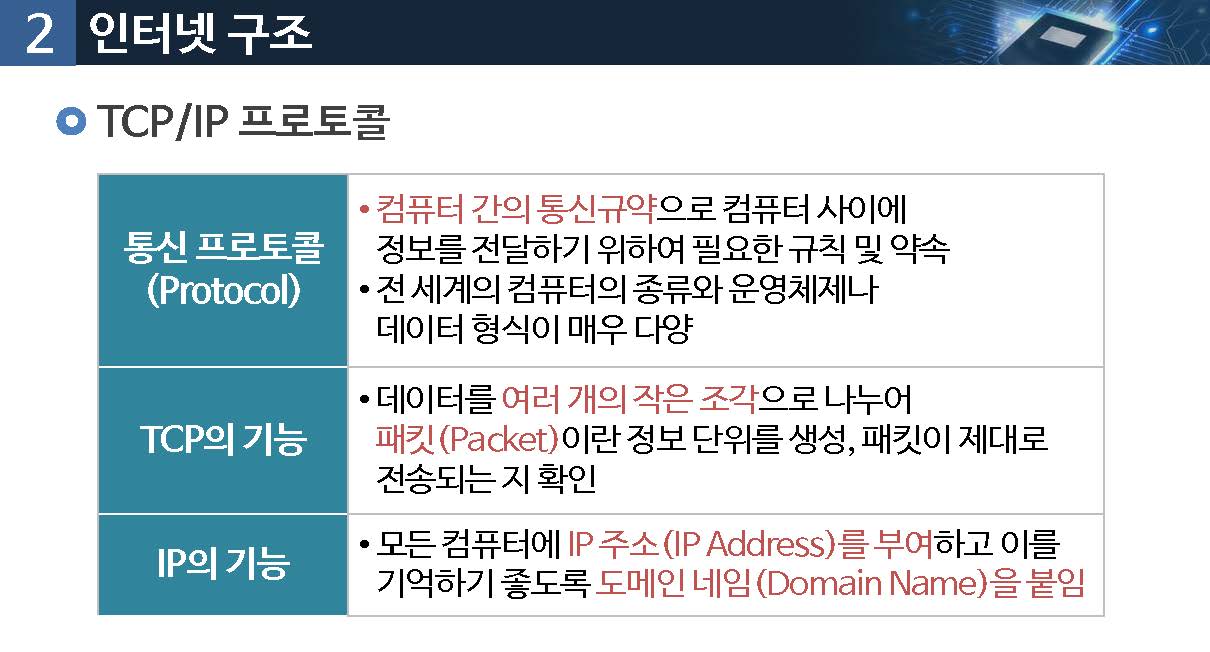 2 인터넷 구조
TCP/IP 프로토콜
통신 프로토콜
(Protocol)
• 컴퓨터 간의 통신규약으로 컴퓨터 사이에
정보를 전달하기 위하여 필요한 규칙 및 약속
• 전 세계의 컴퓨터의 종류와 운영체제나
데이터 형식이 매우 다양
TCP의 기능
• 데이터를 여러 개의 작은 조각으로 나누어
패킷(Packet)이란 정보 단위를 생성, 패킷이 제대로
전송되는 지 확인
IP의 기능
• 모든 컴퓨터에 IP 주소(IP Address)를 부여하고 이를
기억하기 좋도록 도메인 네임(Domain Name)을 붙임